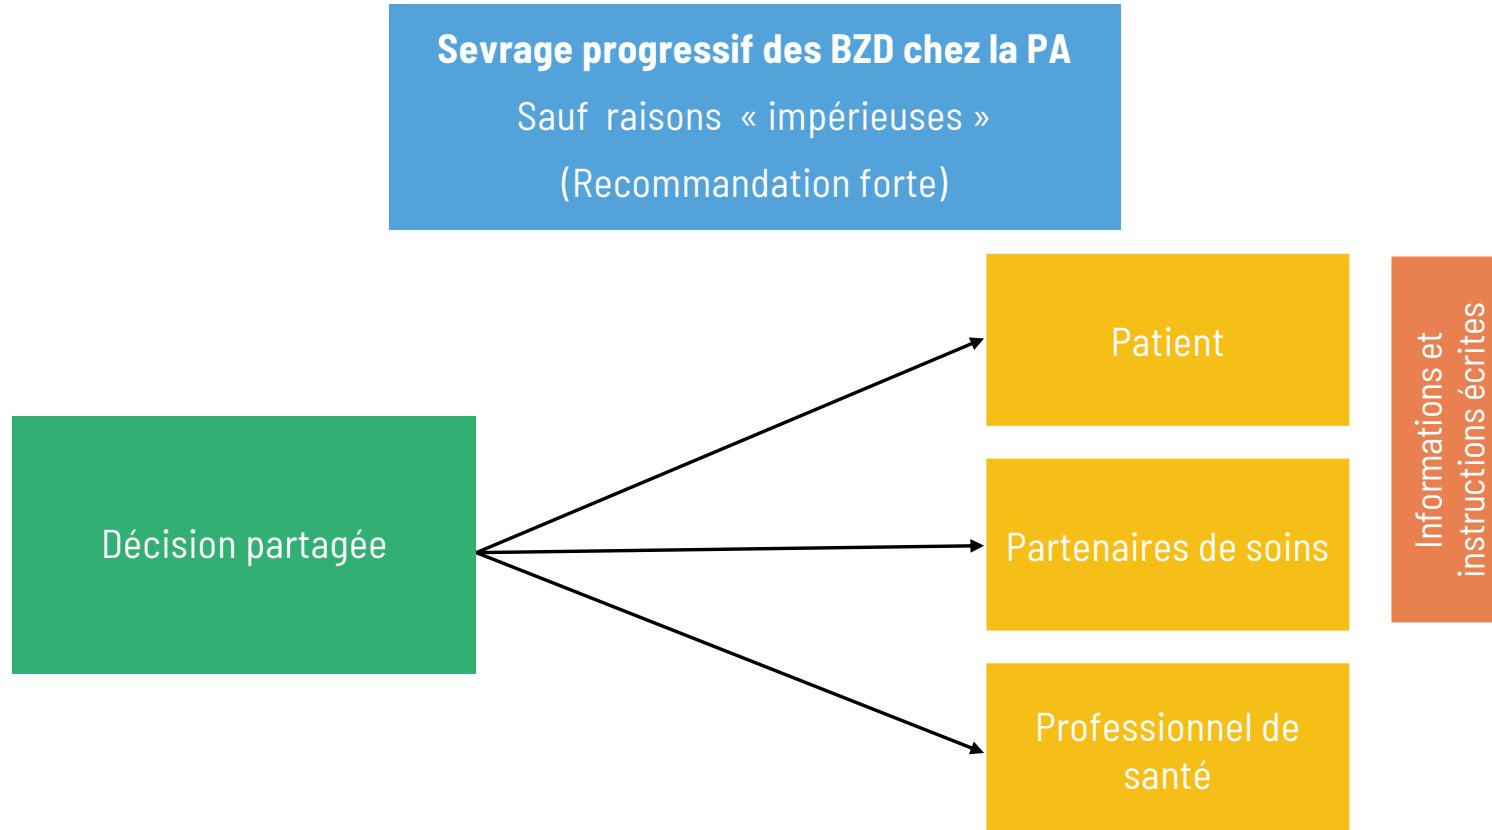 Sevrage progressif des BZD chez la PA
Sauf raisons « impérieuses »
(Recommandation forte)
Décision partagée
Patient
Partenaires de soins
Professionnel de
santé
Informations et
instructions écrites